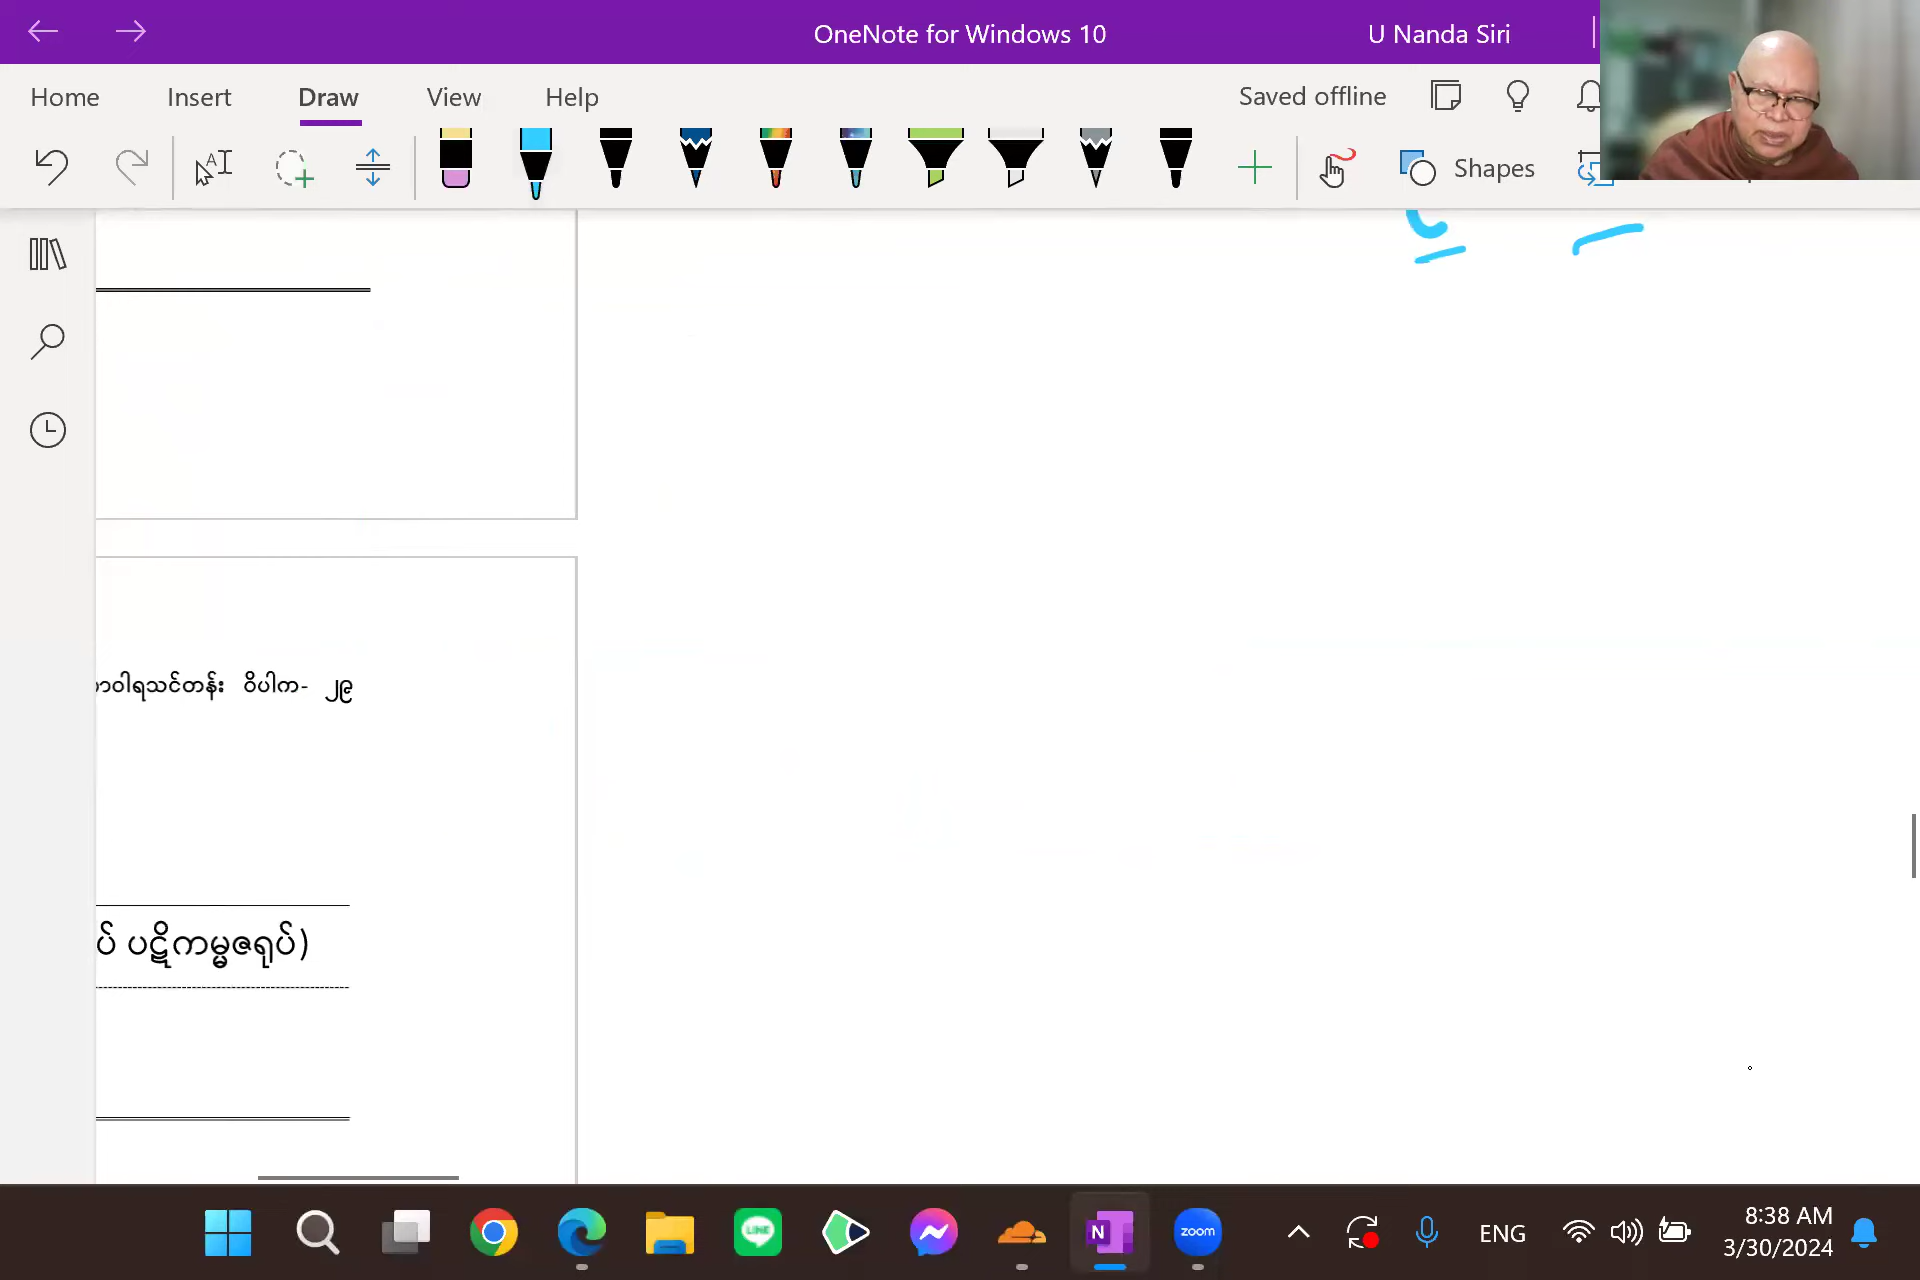 OneNote for Windows 10
U Nanda Siri
Home Insert Draw View Help
Saved offline
Shapes
ာဝါရသင်တန်း ဝိပါက- ၂၉
ပ် ပဋိကမ္မဇရုပ်)
LINE
N
zoom
ENG
8:38 AM
3/30/2024